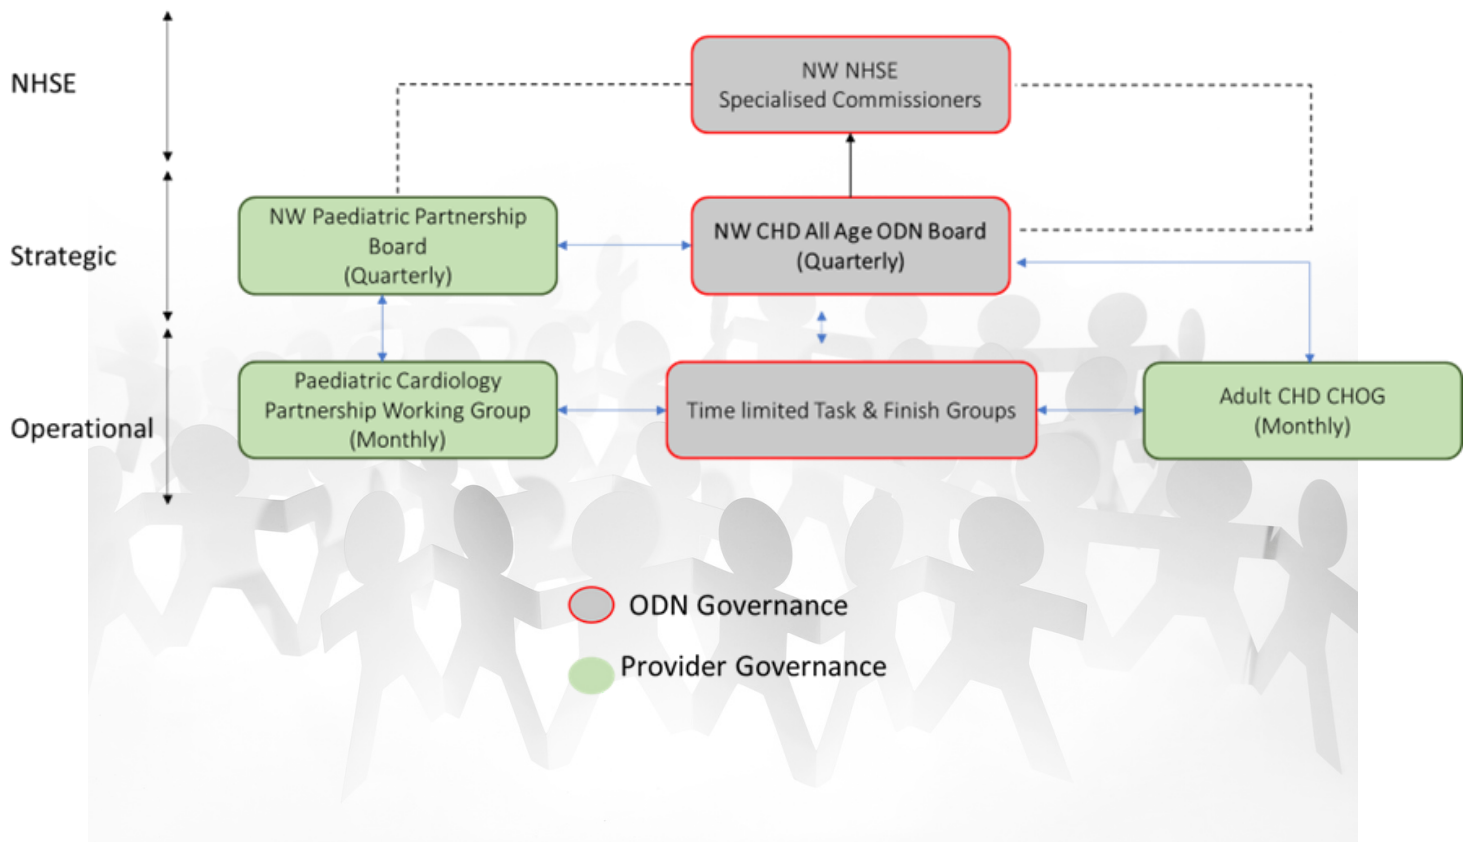 NHSE
NW NHSE
Specialised Commissioners
Strategic
NW Paediatric Partnership
Board
(Quarterly)
NW CHD All Age ODN Board
(Quarterly)
Operational
Paediatric Cardiology
Partnership Working Group
(Monthly)
Time limited Task & Finish Groups
Adult CHD CHOG
(Monthly)
ODN Governance
Provider Governance